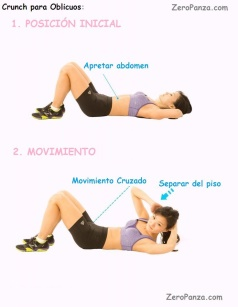 Crunch para Oblicuos:
ZeroPanza.com
1. POSICIÓN INICIAL
Apretar abdomen
2. MOVIMIENTO
Movimiento Cruzado
Separar del piso
ZeroPanza.com